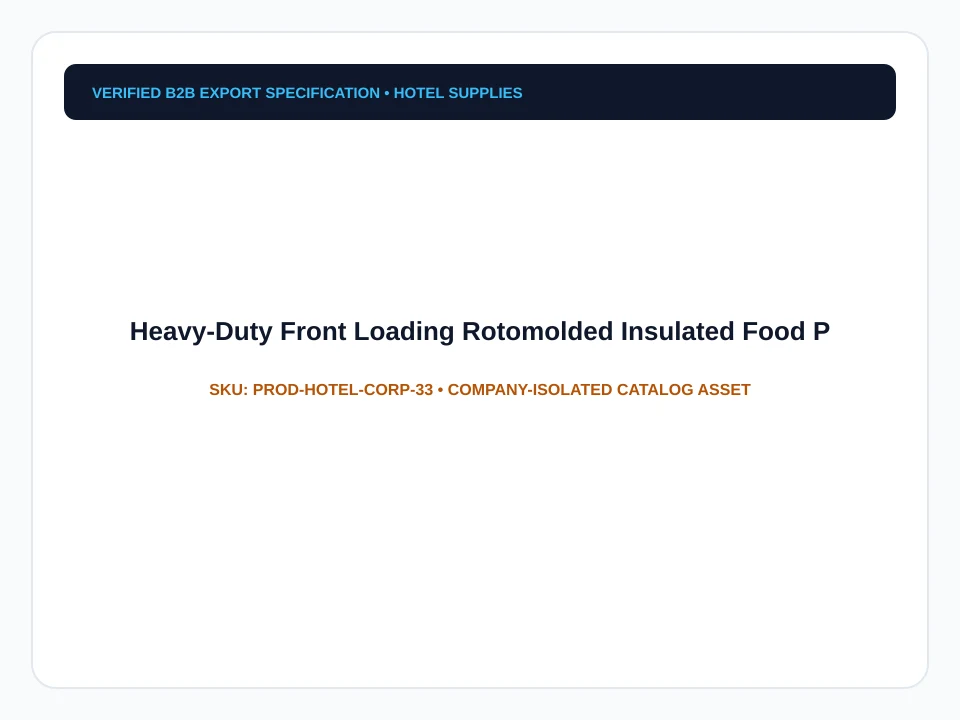 VERIFIED B2B EXPORT SPECIFICATION • HOTEL SUPPLIES
Heavy-Duty Front Loading Rotomolded Insulated Food P
SKU: PROD-HOTEL-CORP-33 • COMPANY-ISOLATED CATALOG ASSET